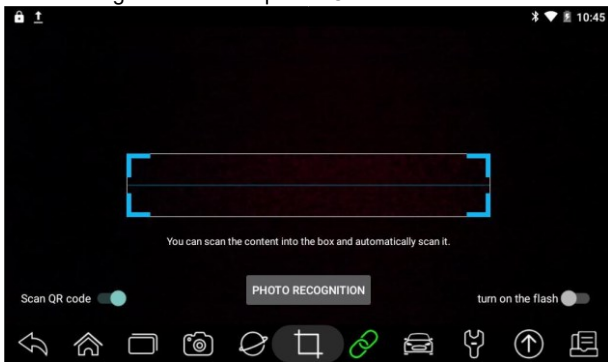 10:45
You can scan the content into the box and automatically scan it.
PHOTO RECOGNITION
Scan QR code
turn on the flash